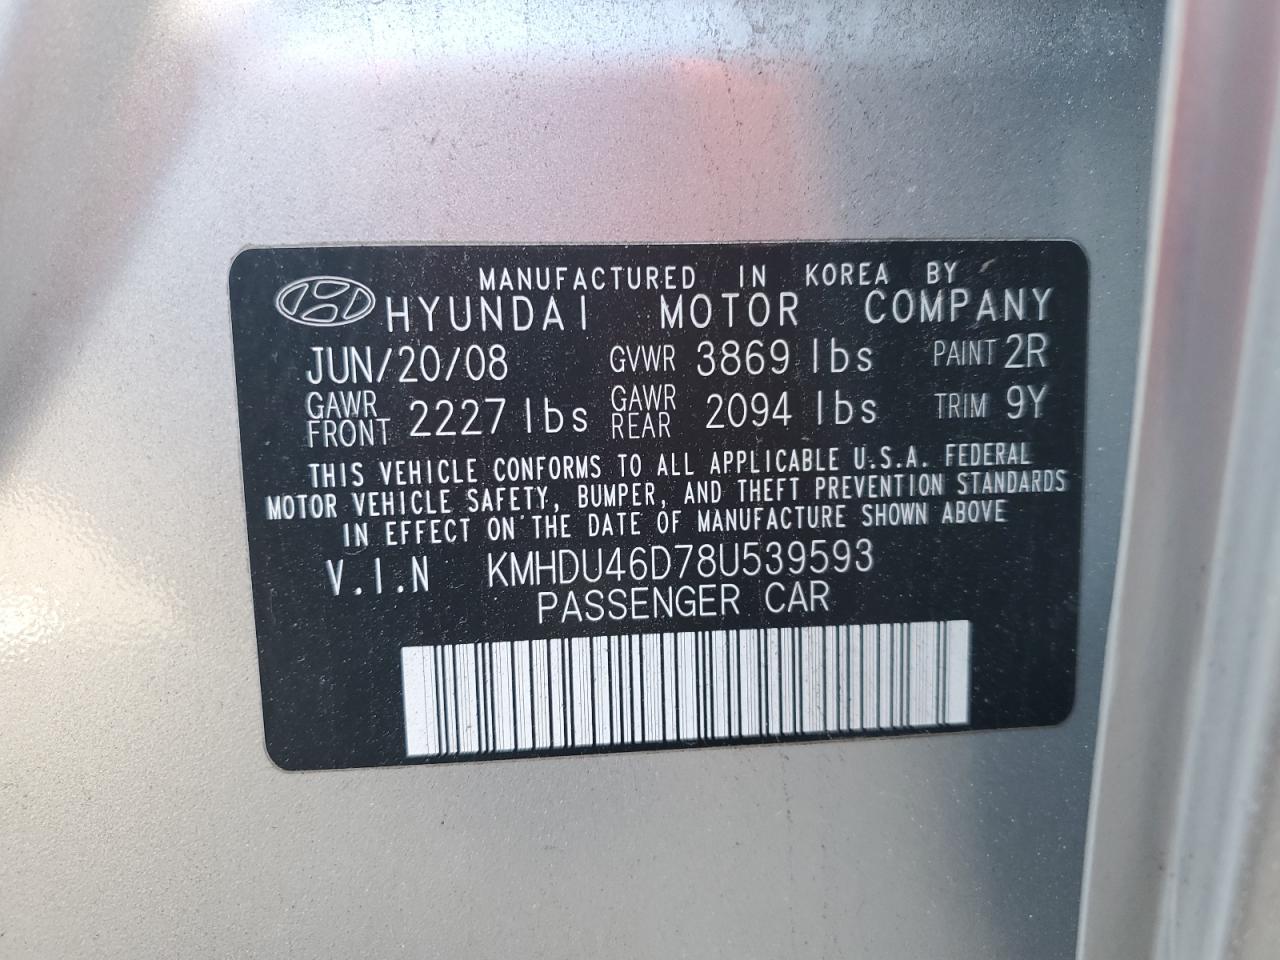 MANUFACTURED IN KOREA BY
HYUNDAI MOTOR COMPANY
JUN/20/08 GVWR 3869 lbs PAINT 2R
GAWR FRONT 2227 lbs GAWR REAR 2094 lbs TRIM 9Y
THIS VEHICLE CONFORMS TO ALL APPLICABLE U.S.A. FEDERAL
MOTOR VEHICLE SAFETY, BUMPER, AND THEFT PREVENTION STANDARDS
IN EFFECT ON THE DATE OF MANUFACTURE SHOWN ABOVE
V.I.N KMHDU46D78U539593
PASSENGER CAR